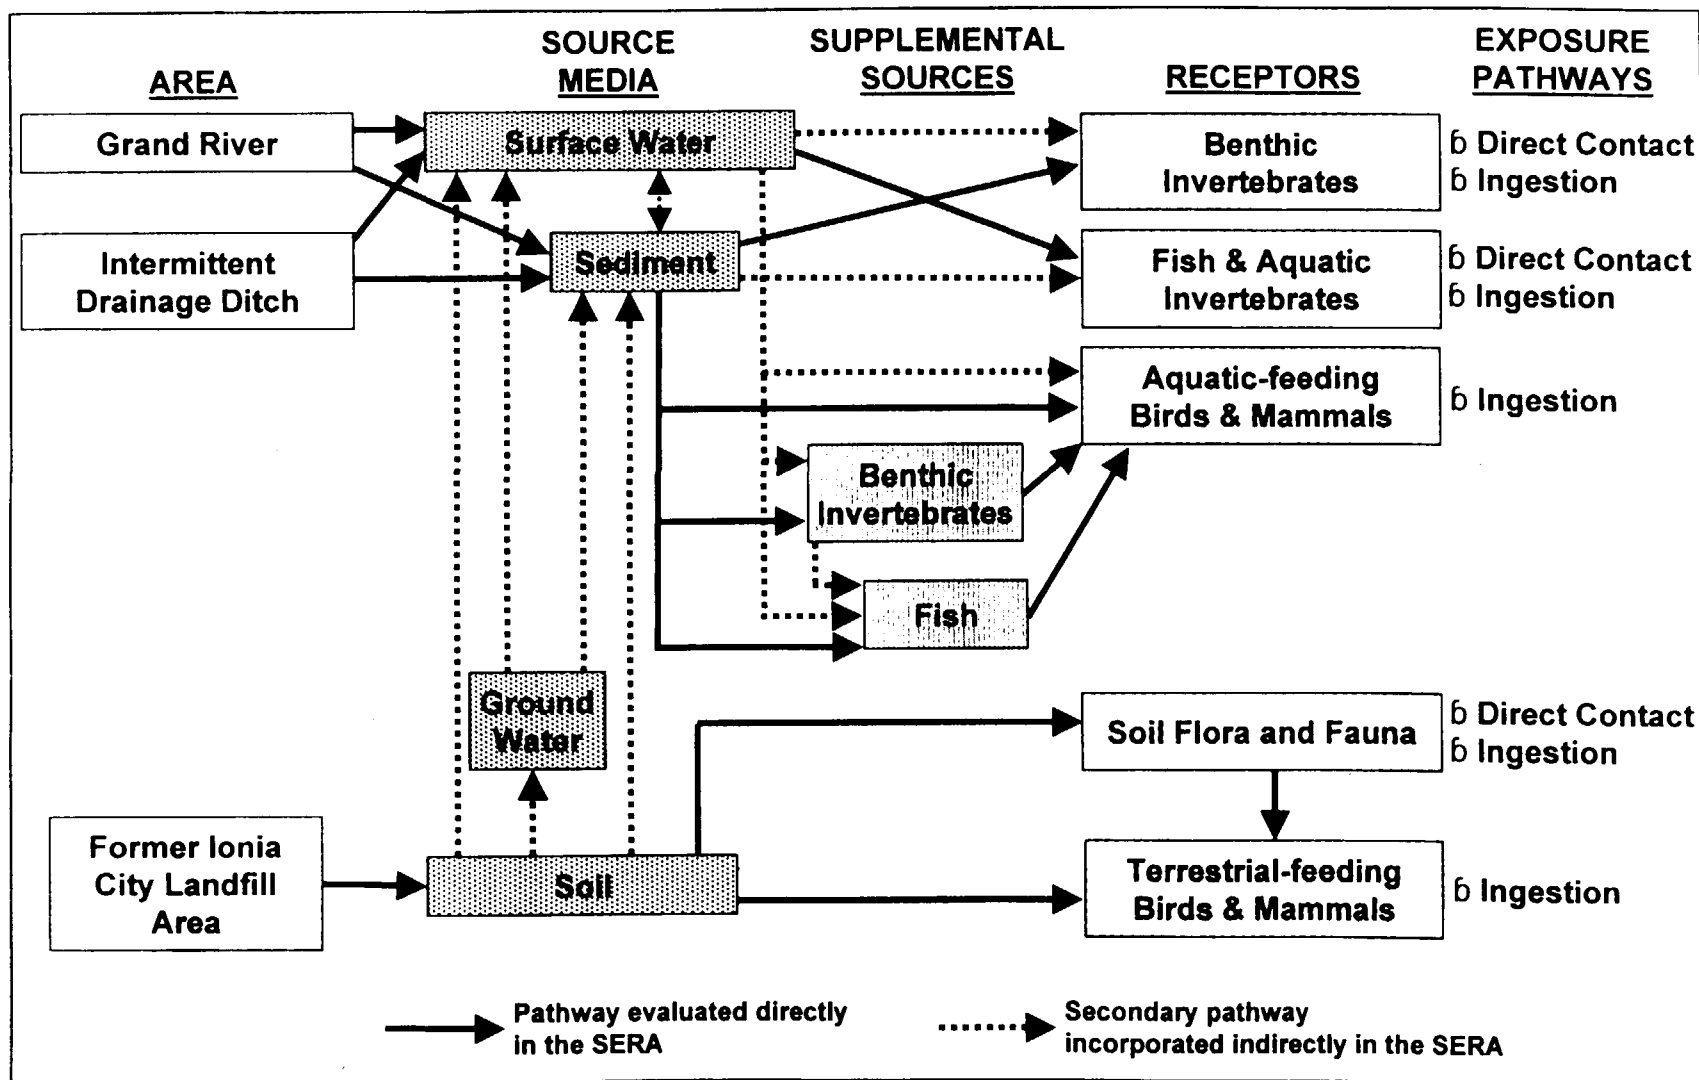 AREA
SOURCE
MEDIA
SUPPLEMENTAL
SOURCES
RECEPTORS
EXPOSURE
PATHWAYS
Grand River
Surface Water
Benthic
Invertebrates
ɓ Direct Contact
ɓ Ingestion
Intermittent
Drainage Ditch
Sediment
Fish & Aquatic
Invertebrates
ɓ Direct Contact
ɓ Ingestion
Aquatic-feeding
Birds & Mammals
ɓ Ingestion
Benthic
Invertebrates
Fish
Ground
Water
Soil Flora and Fauna
ɓ Direct Contact
ɓ Ingestion
Former Ionia
City Landfill
Area
Soil
Terrestrial-feeding
Birds & Mammals
ɓ Ingestion
Pathway evaluated directly
in the SERA
Secondary pathway
incorporated indirectly in the SERA